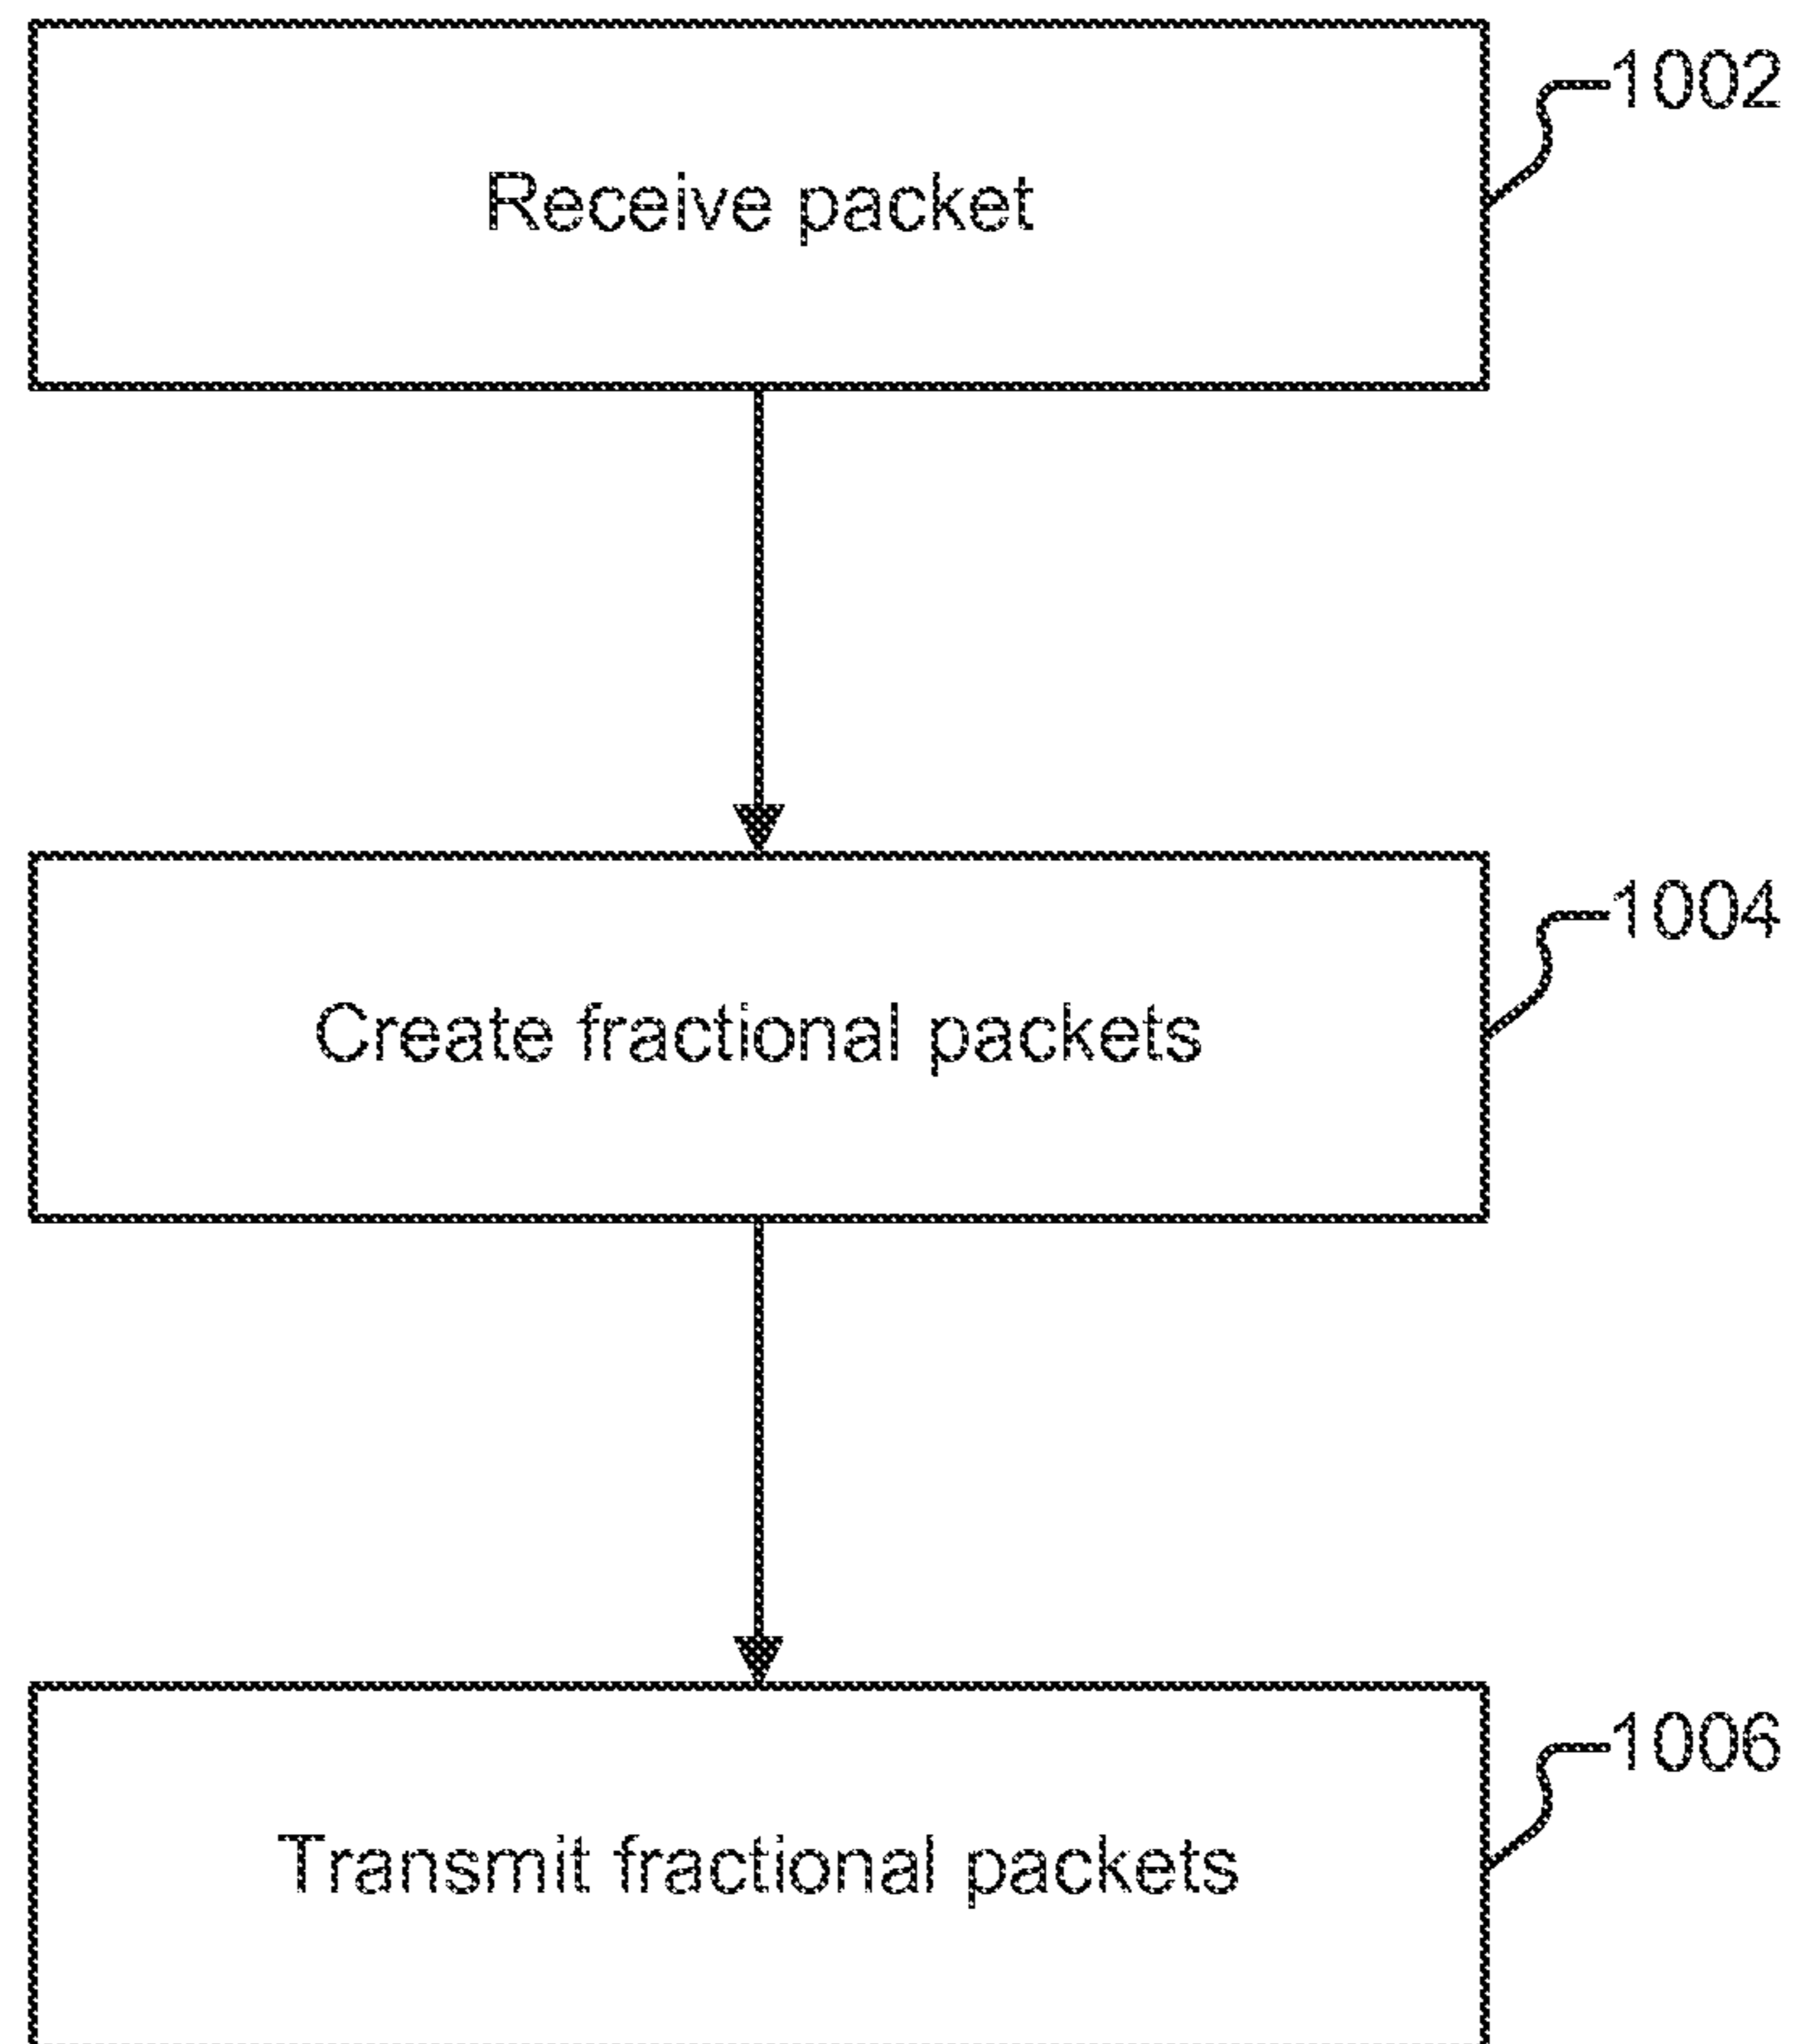 1002
Receive packet
1004
Create fractional packets
1006
Transmit fractional packets